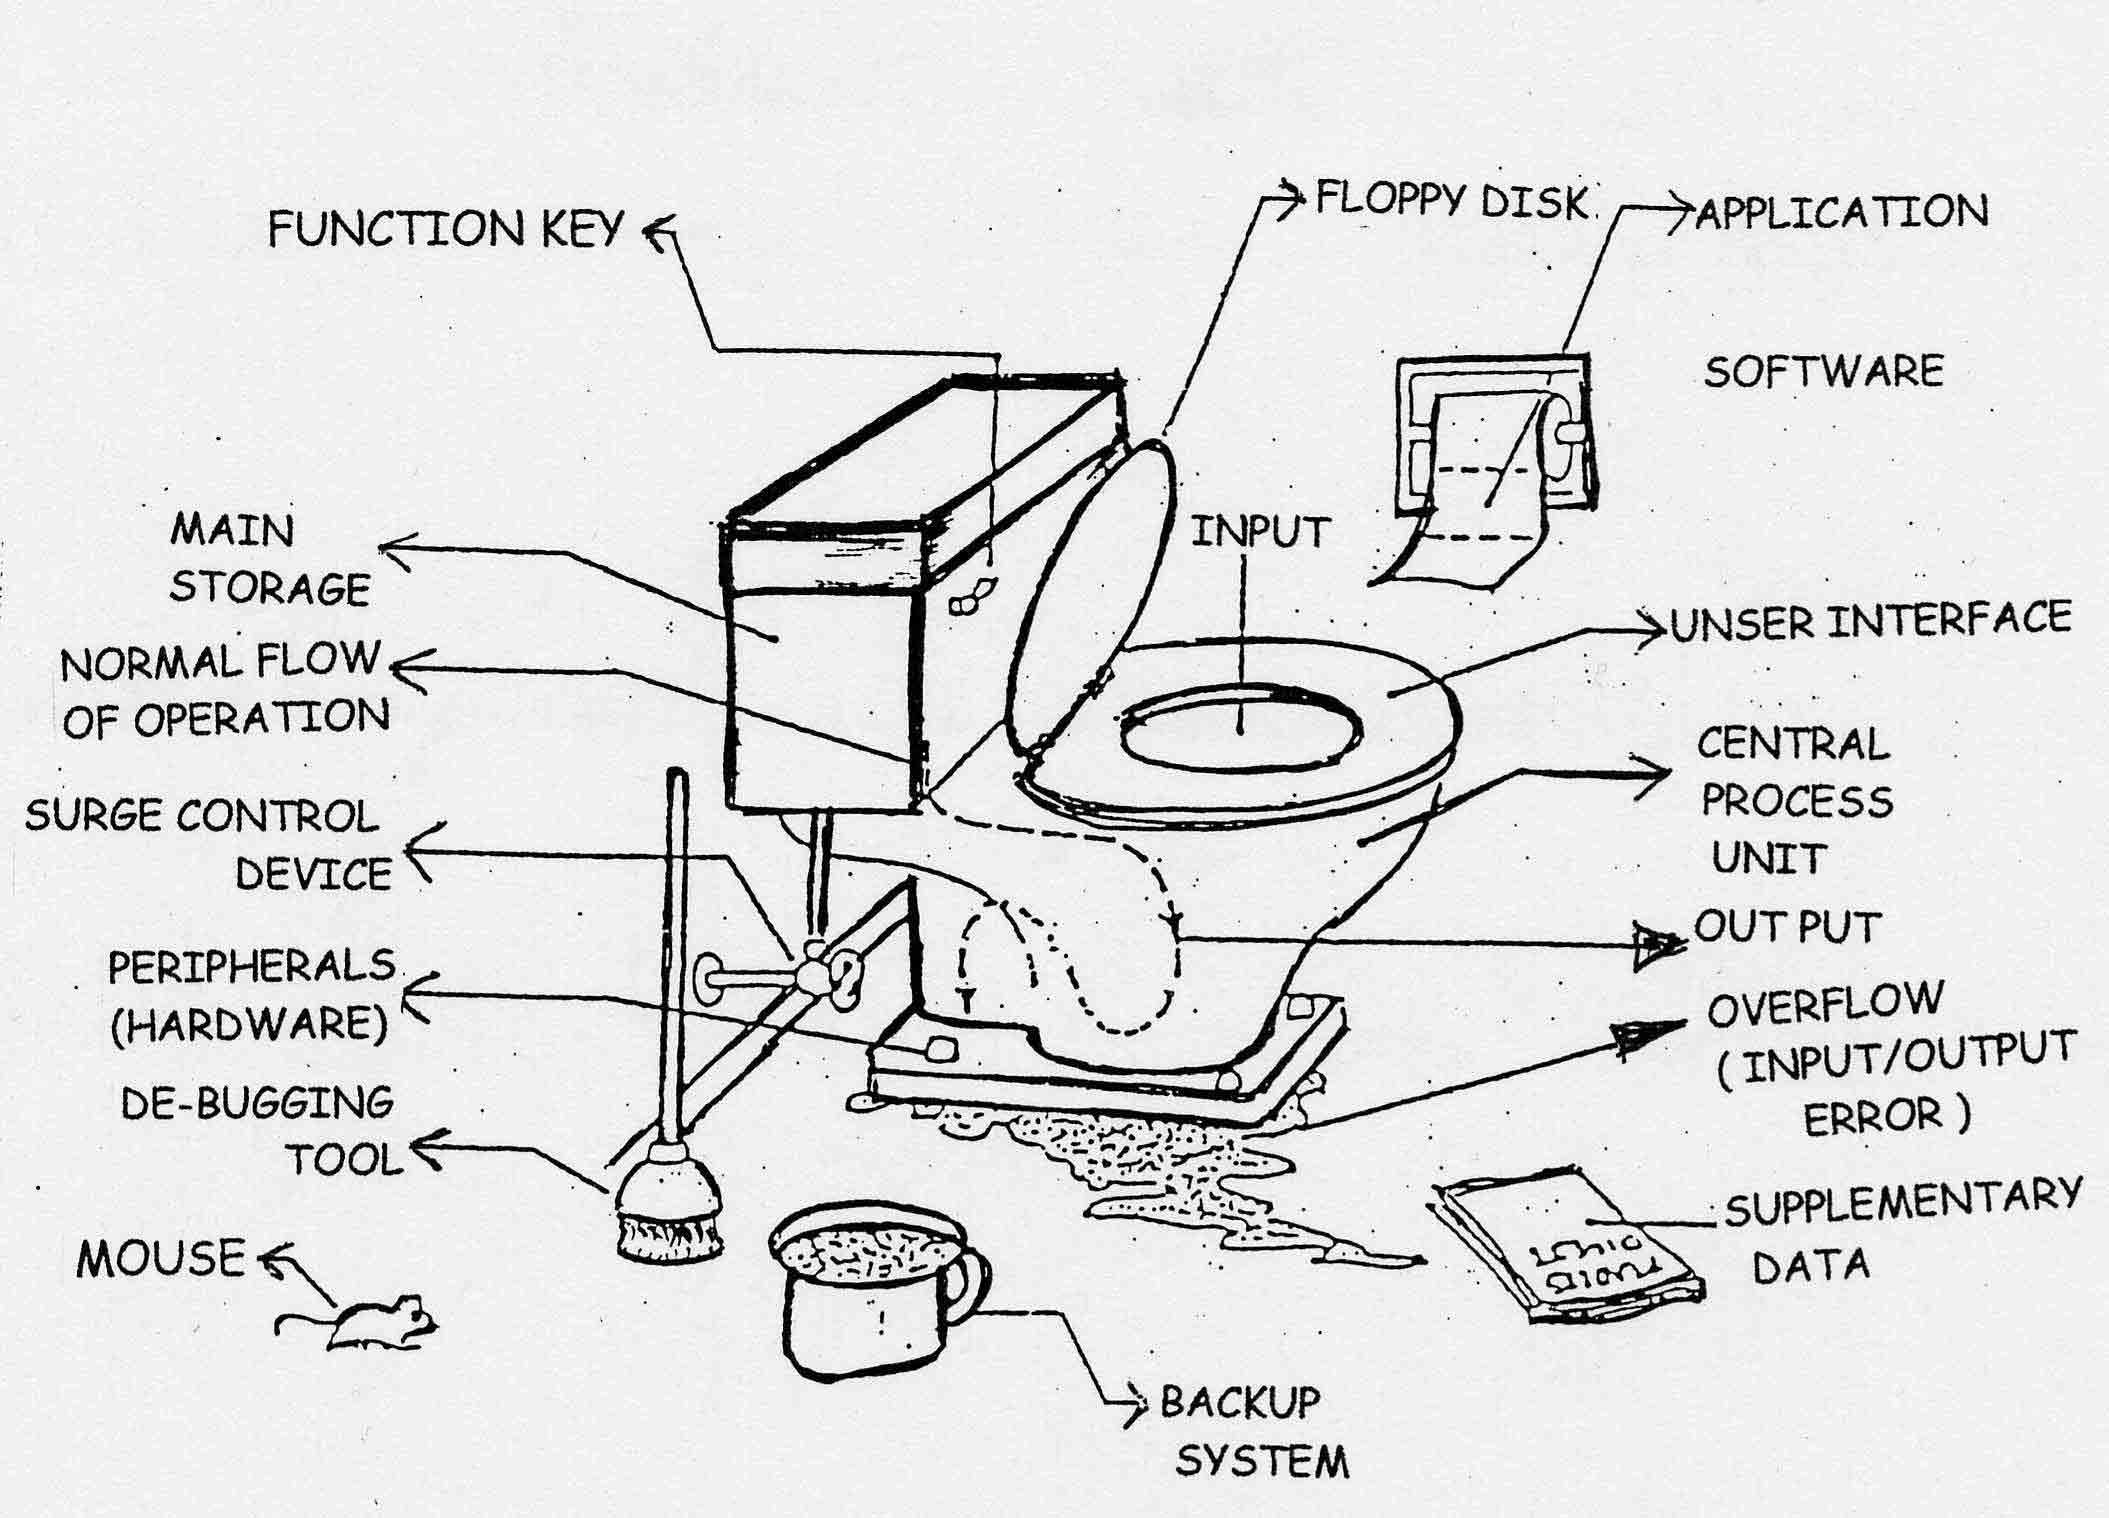 FUNCTION KEY
FLOPPY DISK
APPLICATION
SOFTWARE
MAIN
STORAGE
INPUT
NORMAL FLOW
OF OPERATION
UNSER INTERFACE
CENTRAL
PROCESS
UNIT
SURGE CONTROL
DEVICE
OUT PUT
PERIPHERALS
(HARDWARE)
OVERFLOW
( INPUT/OUTPUT
ERROR )
DE-BUGGING
TOOL
SUPPLEMENTARY
DATA
MOUSE
BACKUP
SYSTEM